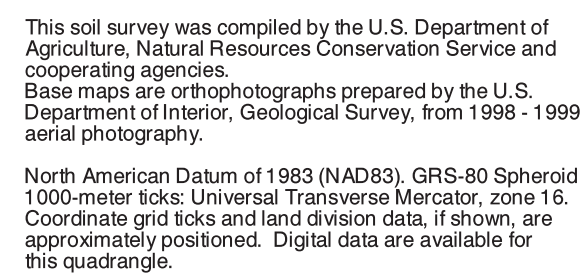 This soil survey was compiled by the U.S. Department of
Agriculture, Natural Resources Conservation Service and
cooperating agencies.
Base maps are orthophotographs prepared by the U.S.
Department of Interior, Geological Survey, from 1998 - 1999
aerial photography.
North American Datum of 1983 (NAD83). GRS-80 Spheroid
1000-meter ticks: Universal Transverse Mercator, zone 16.
Coordinate grid ticks and land division data, if shown, are
approximately positioned.  Digital data are available for
this quadrangle.